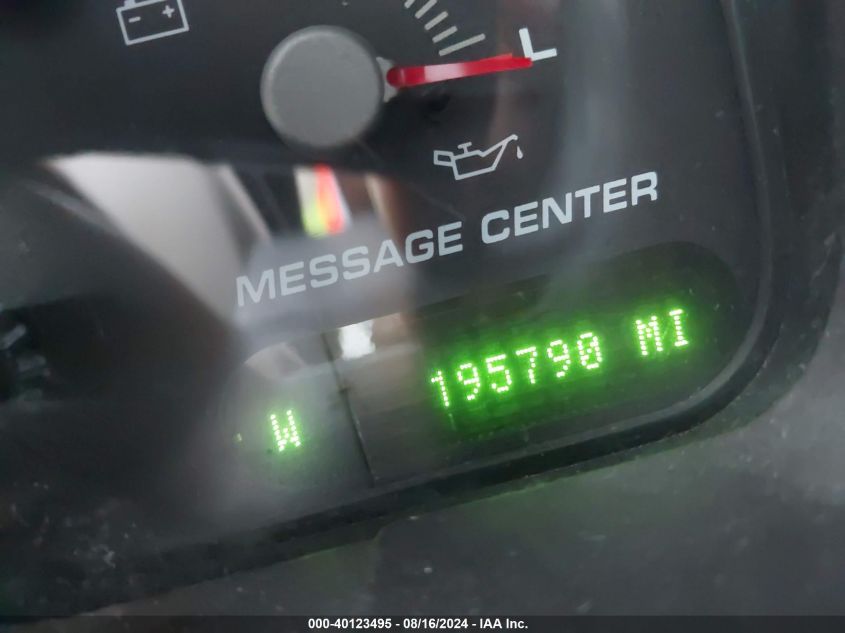 L
MESSAGE CENTER
195790 MI
W
000-40123495 - 08/16/2024 - IAA Inc.